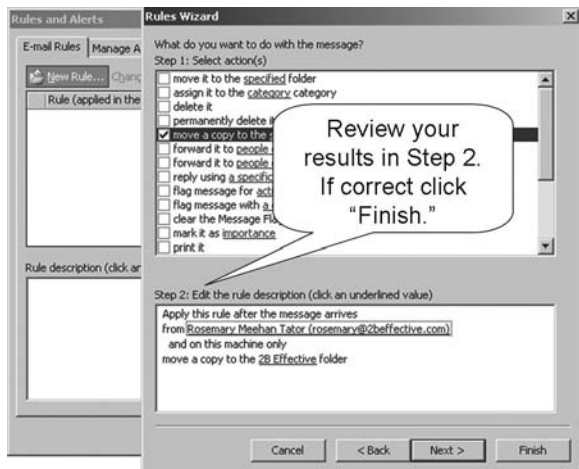 Rules and Alerts
E-mail Rules Manage A
New Rule... Chang
Rule (applied in the
Rule description (click an
Rules Wizard
What do you want to do with the message?
Step 1: Select action(s)
move it to the specified folder
assign it to the category category
delete it
permanently delete it
move a copy to the s
forward it to people
forward it to people
reply using a specific
flag message for acti
flag message with a
clear the Message Fla
mark it as importance
print it
Review your
results in Step 2.
If correct click
“Finish.”
Step 2: Edit the rule description (click an underlined value)
Apply this rule after the message arrives
from Rosemary Meehan Tator (rosemary@2beffective.com)
and on this machine only
move a copy to the 2B Effective folder
Cancel < Back Next > Finish